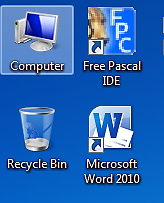 FPC
Computer
Free Pascal
IDE
W
Recycle Bin
Microsoft
Word 2010